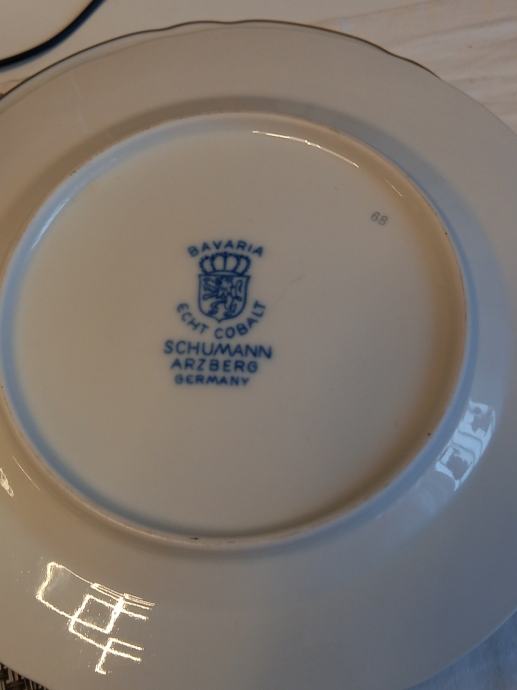 68
BAVARIA
ECHT COBALT
SCHUMANN
ARZBERG
GERMANY